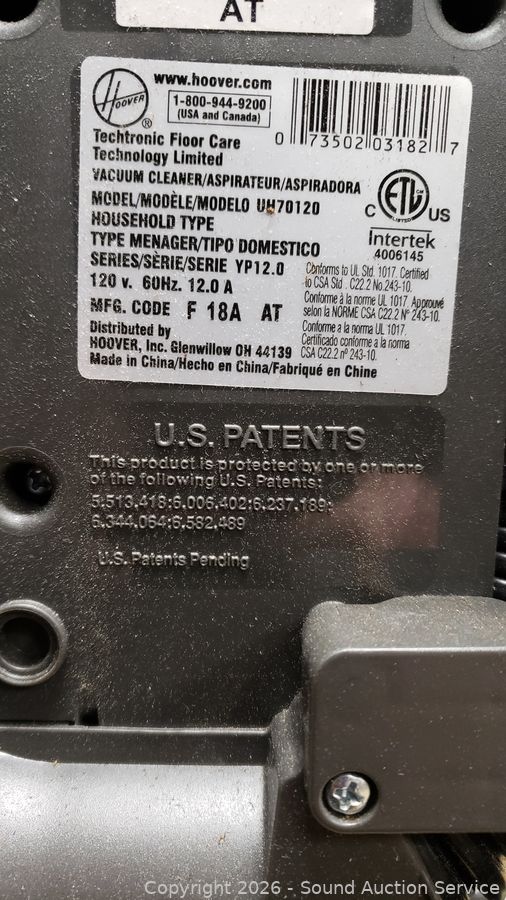 AT
HOOVER
®
www.hoover.com
1-800-944-9200
(USA and Canada)
0 73502 03182 7
Techtronic Floor Care
Technology Limited
VACUUM CLEANER/ASPIRATEUR/ASPIRADORA
MODEL/MODÈLE/MODELO UH70120
HOUSEHOLD TYPE
TYPE MENAGER/TIPO DOMESTICO
SERIES/SÈRIE/SERIE YP12.0
120 v. 60Hz. 12.0 A
MFG. CODE F 18A AT
Distributed by
HOOVER, Inc. Glenwillow OH 44139
Made in China/Hecho en China/Fabriqué en Chine
C ETL US
LISTED
Intertek
4006145
Conforms to UL Std. 1017. Certified
to CSA Std. C22.2 No.243-10.
Conforme à la norme UL 1017. Approuvé
selon la NORME CSA C22.2 N° 243-10.
Conforme a la norma UL 1017.
Certificado conforme a la norma
CSA C22.2 nº 243-10.
U.S. PATENTS
This product is protected by one or more
of the following U.S. Patents:
5,513,418;6,006,402;6,237,189;
6,344,064;6,582,489
U.S. Patents Pending
Copyright 2026 - Sound Auction Service